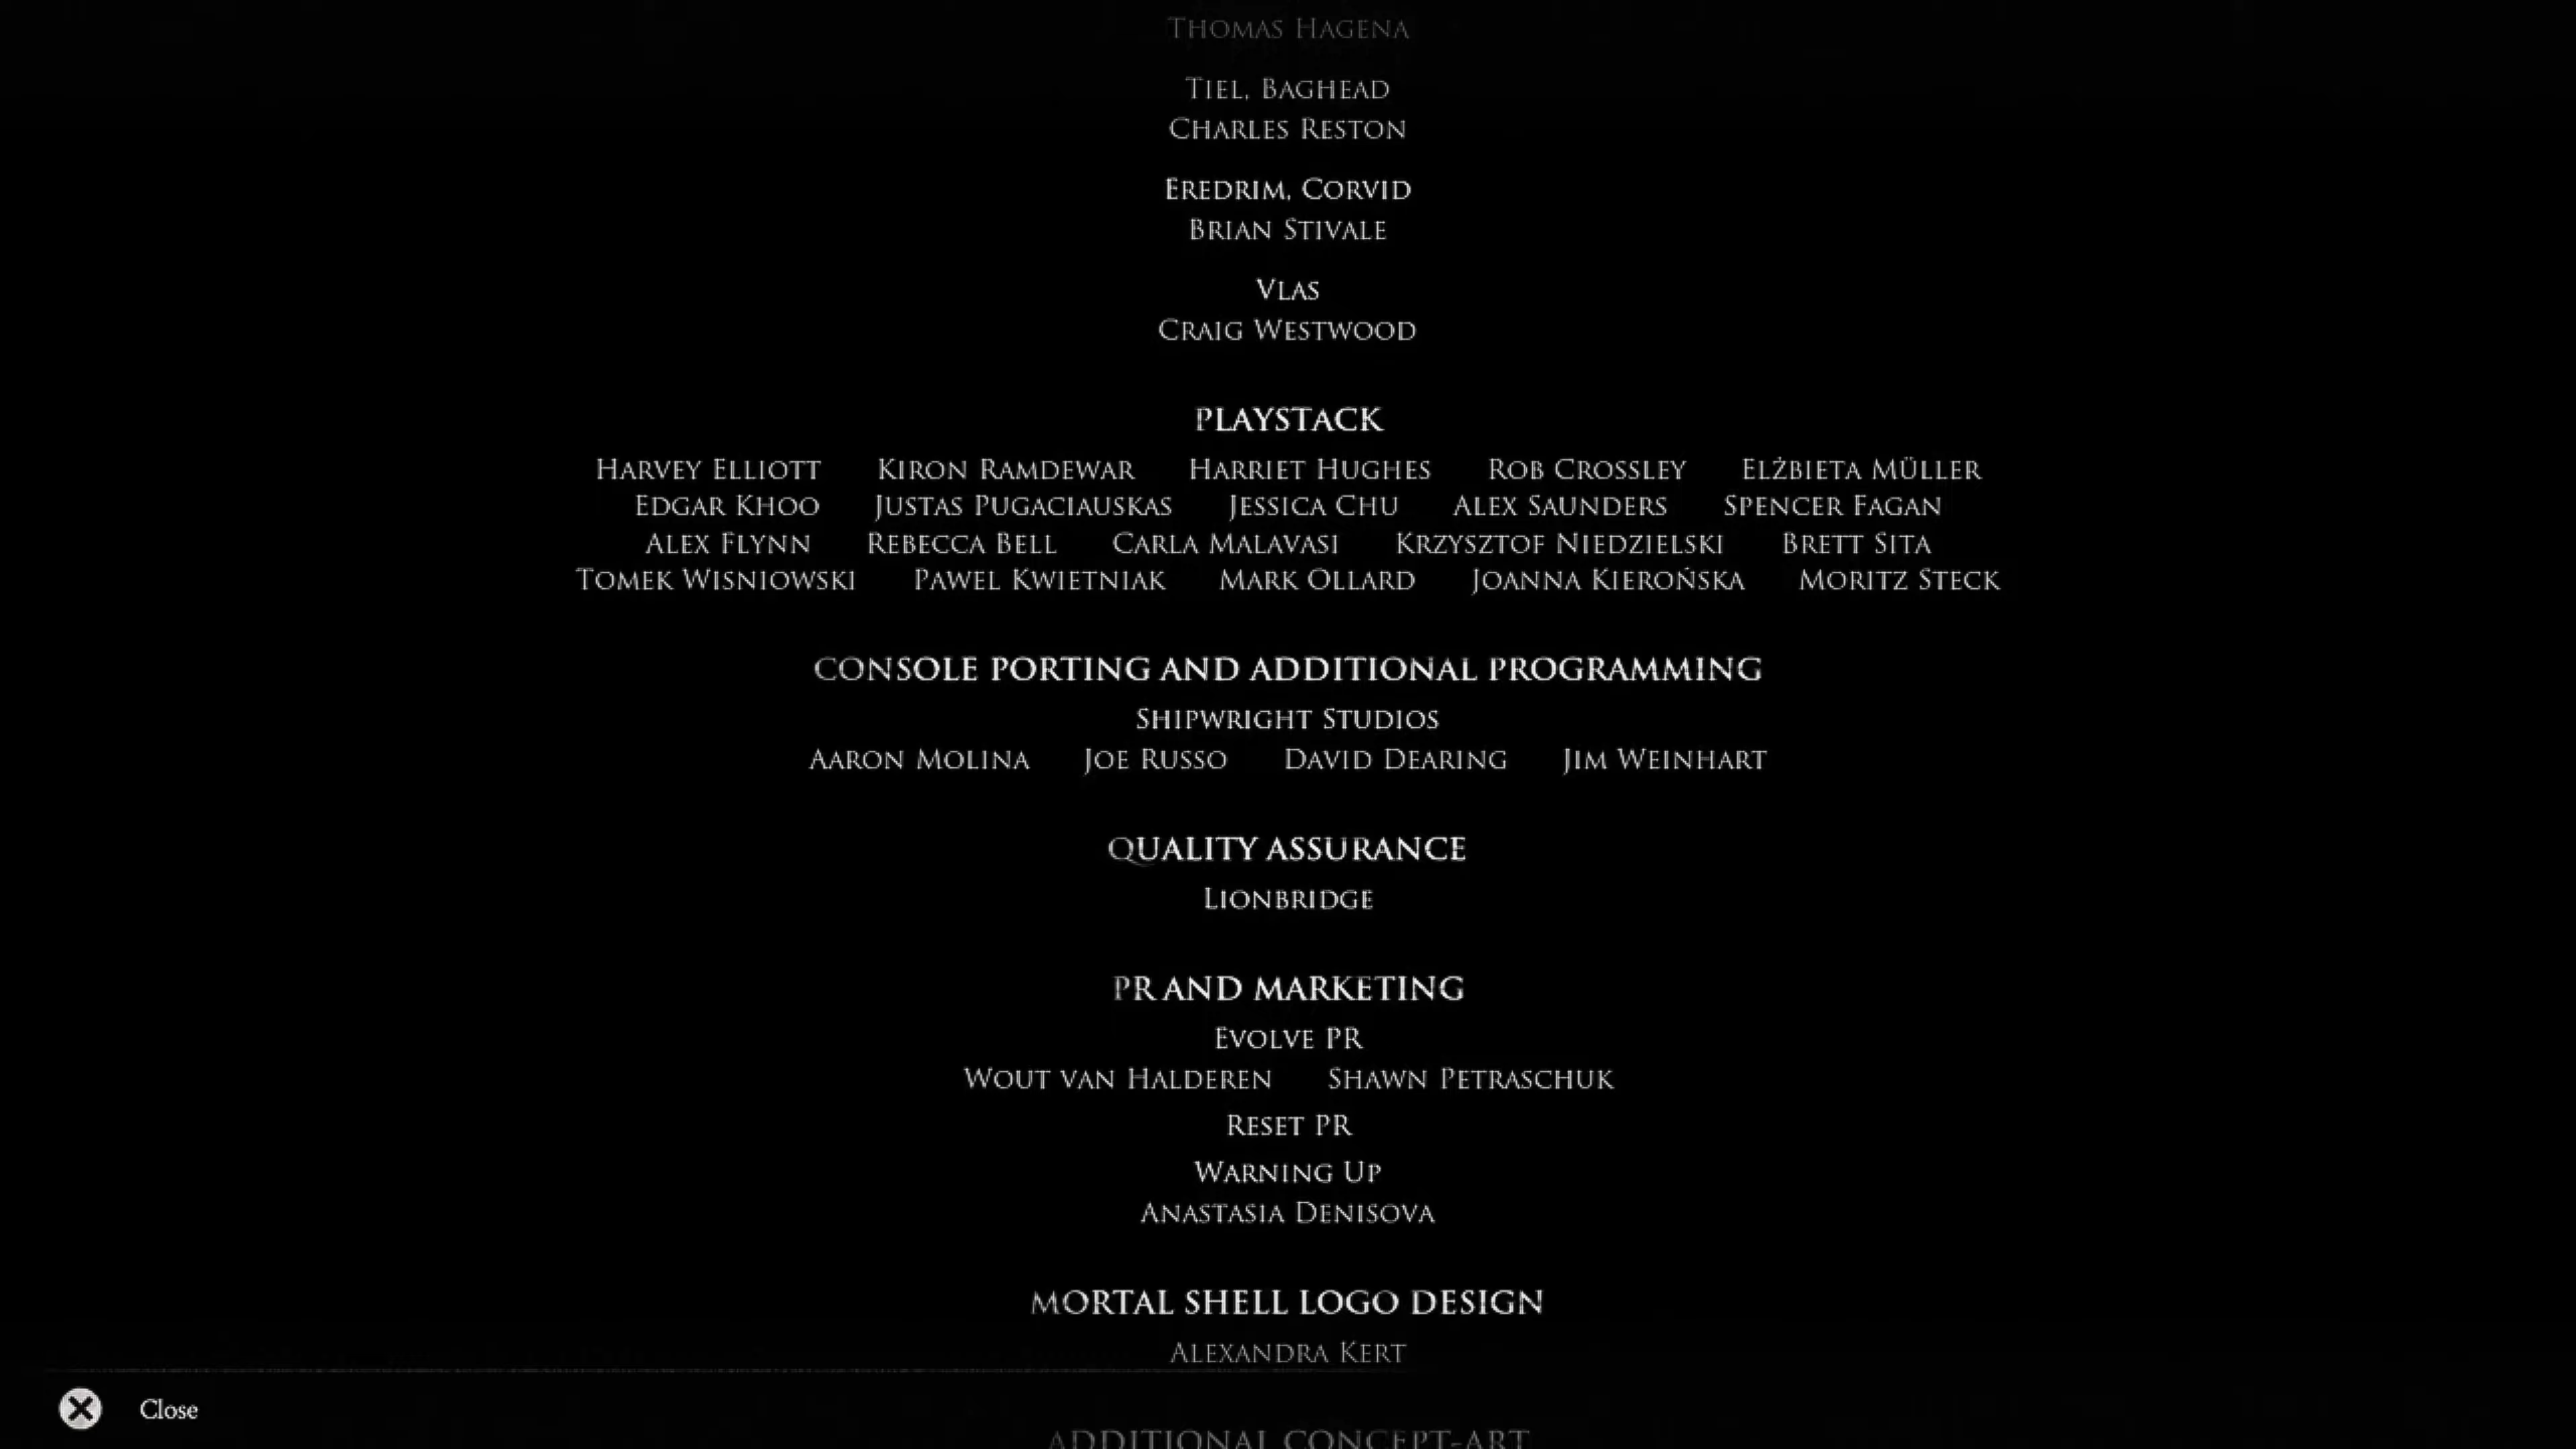 Thomas Hagena
Tiel, Baghead
Charles Reston
Eredrim, Corvid
Brian Stivale
Vlas
Craig Westwood
PLAYSTACK
Harvey Elliott Kiron Ramdewar Harriet Hughes Rob Crossley Elżbieta Müller
Edgar Khoo Justas Pugaciauskas Jessica Chu Alex Saunders Spencer Fagan
Alex Flynn Rebecca Bell Carla Malavasi Krzysztof Niedzielski Brett Sita
Tomek Wisniowski Pawel Kwietniak Mark Ollard Joanna Kierońska Moritz Steck
CONSOLE PORTING AND ADDITIONAL PROGRAMMING
Shipwright Studios
Aaron Molina Joe Russo David Dearing Jim Weinhart
QUALITY ASSURANCE
Lionbridge
PR AND MARKETING
Evolve PR
Wout van Halderen Shawn Petraschuk
Reset PR
Warning Up
Anastasia Denisova
MORTAL SHELL LOGO DESIGN
Alexandra Kert
Close
ADDITIONAL CONCEPT-ART